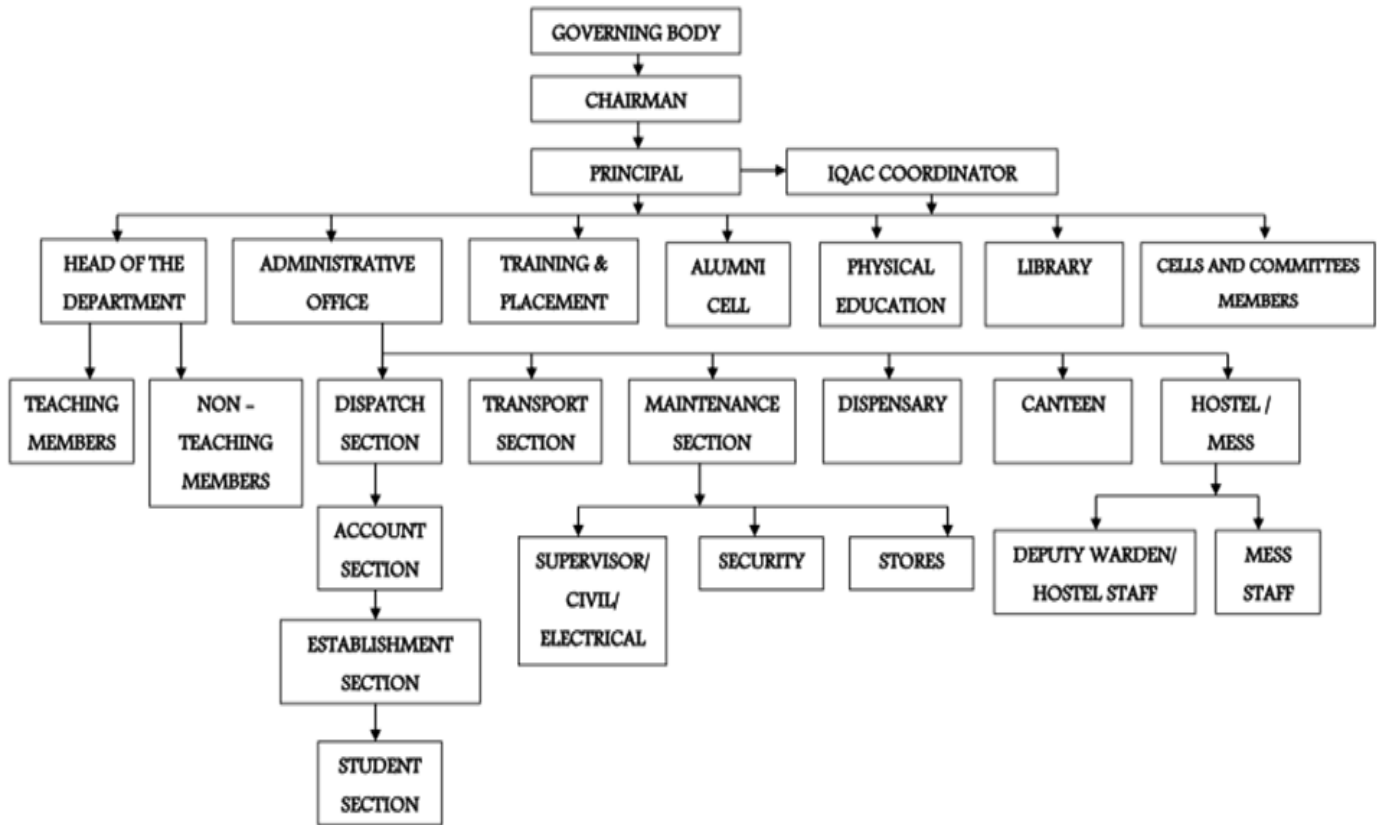 GOVERNING BODY
CHAIRMAN
PRINCIPAL
IQAC COORDINATOR
HEAD OF THE
DEPARTMENT
ADMINISTRATIVE
OFFICE
TRAINING &
PLACEMENT
ALUMNI
CELL
PHYSICAL
EDUCATION
LIBRARY
CELLS AND COMMITTEES
MEMBERS
TEACHING
MEMBERS
NON –
TEACHING
MEMBERS
DISPATCH
SECTION
TRANSPORT
SECTION
MAINTENANCE
SECTION
DISPENSARY
CANTEEN
HOSTEL /
MESS
ACCOUNT
SECTION
SUPERVISOR/
CIVIL/
ELECTRICAL
SECURITY
STORES
DEPUTY WARDEN/
HOSTEL STAFF
MESS
STAFF
ESTABLISHMENT
SECTION
STUDENT
SECTION